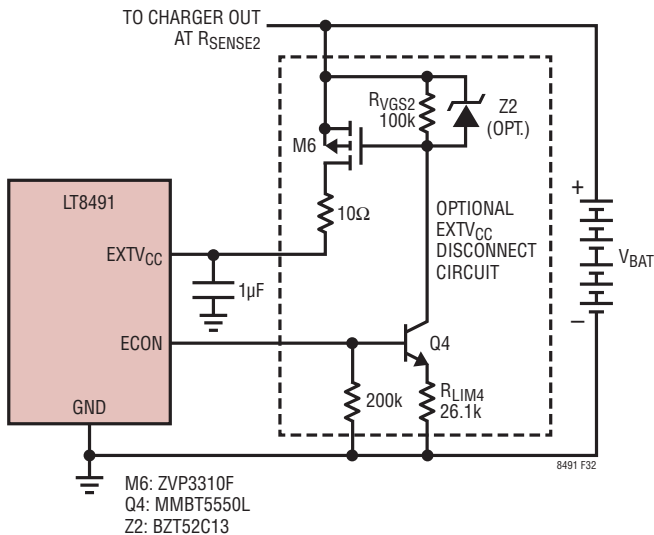 TO CHARGER OUT
AT RSENSE2
RVGS2
100k
Z2
(OPT.)
M6
LT8491
10Ω
OPTIONAL
EXTVCC
DISCONNECT
CIRCUIT
+
VBAT
–
EXTVCC
1µF
ECON
Q4
200k
RLIM4
26.1k
GND
8491 F32
M6: ZVP3310F
Q4: MMBT5550L
Z2: BZT52C13